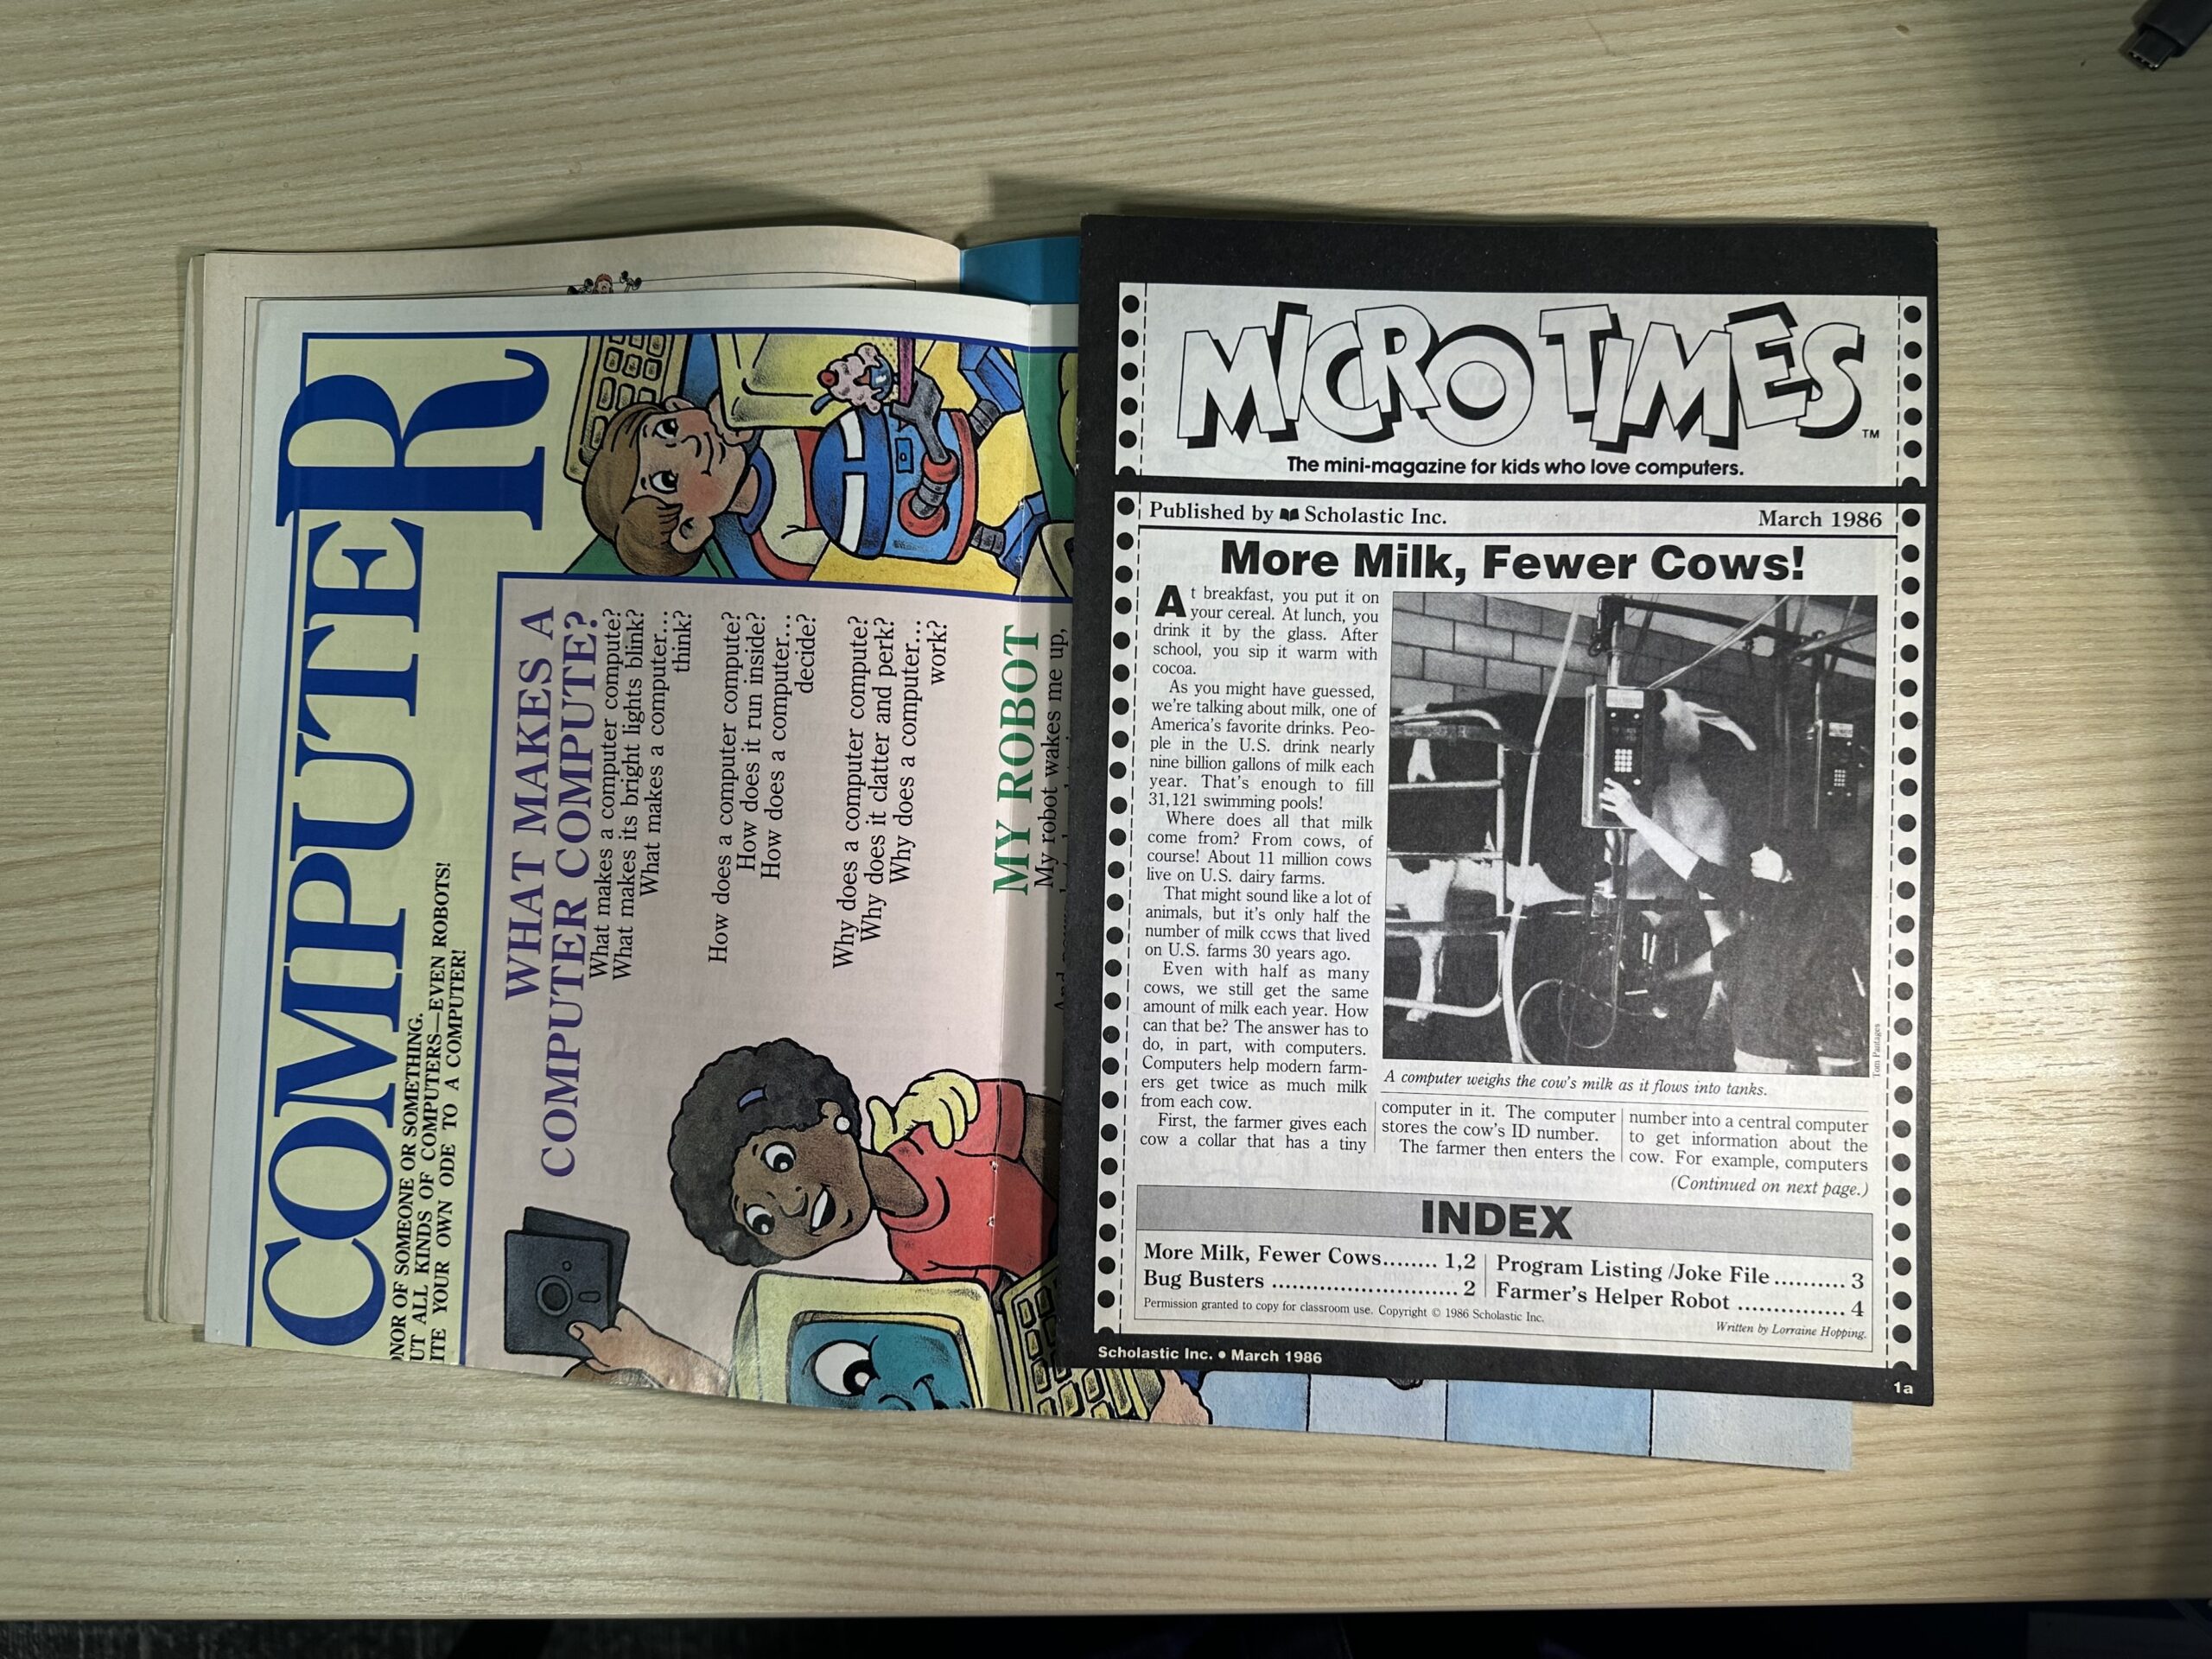 COMPUTER
ONOR OF SOMEONE OR SOMETHING.
UT ALL KINDS OF COMPUTERS—EVEN ROBOTS!
ITE YOUR OWN ODE TO A COMPUTER!
WHAT MAKES A
COMPUTER COMPUTE?
What makes a computer compute?
What makes its bright lights blink?
What makes a computer...
think?
How does a computer compute?
How does it run inside?
How does a computer...
decide?
Why does a computer compute?
Why does it clatter and perk?
Why does a computer...
work?
MY ROBOT
My robot wakes me up,
MICRO TIMES
TM
The mini-magazine for kids who love computers.
Published by Scholastic Inc.
March 1986
More Milk, Fewer Cows!
At breakfast, you put it on
your cereal. At lunch, you
drink it by the glass. After
school, you sip it warm with
cocoa.
As you might have guessed,
we're talking about milk, one of
America's favorite drinks. Peo-
ple in the U.S. drink nearly
nine billion gallons of milk each
year. That's enough to fill
31,121 swimming pools!
Where does all that milk
come from? From cows, of
course! About 11 million cows
live on U.S. dairy farms.
That might sound like a lot of
animals, but it's only half the
number of milk cows that lived
on U.S. farms 30 years ago.
Even with half as many
cows, we still get the same
amount of milk each year. How
can that be? The answer has to
do, in part, with computers.
Computers help modern farm-
ers get twice as much milk
from each cow.
First, the farmer gives each
cow a collar that has a tiny
Tom Pantages
A computer weighs the cow's milk as it flows into tanks.
computer in it. The computer
stores the cow's ID number.
The farmer then enters the
number into a central computer
to get information about the
cow. For example, computers
(Continued on next page.)
INDEX
More Milk, Fewer Cows........ 1,2
Bug Busters ............................ 2
Program Listing /Joke File.......... 3
Farmer's Helper Robot ............... 4
Permission granted to copy for classroom use. Copyright © 1986 Scholastic Inc.
Written by Lorraine Hopping.
Scholastic Inc. • March 1986
1a